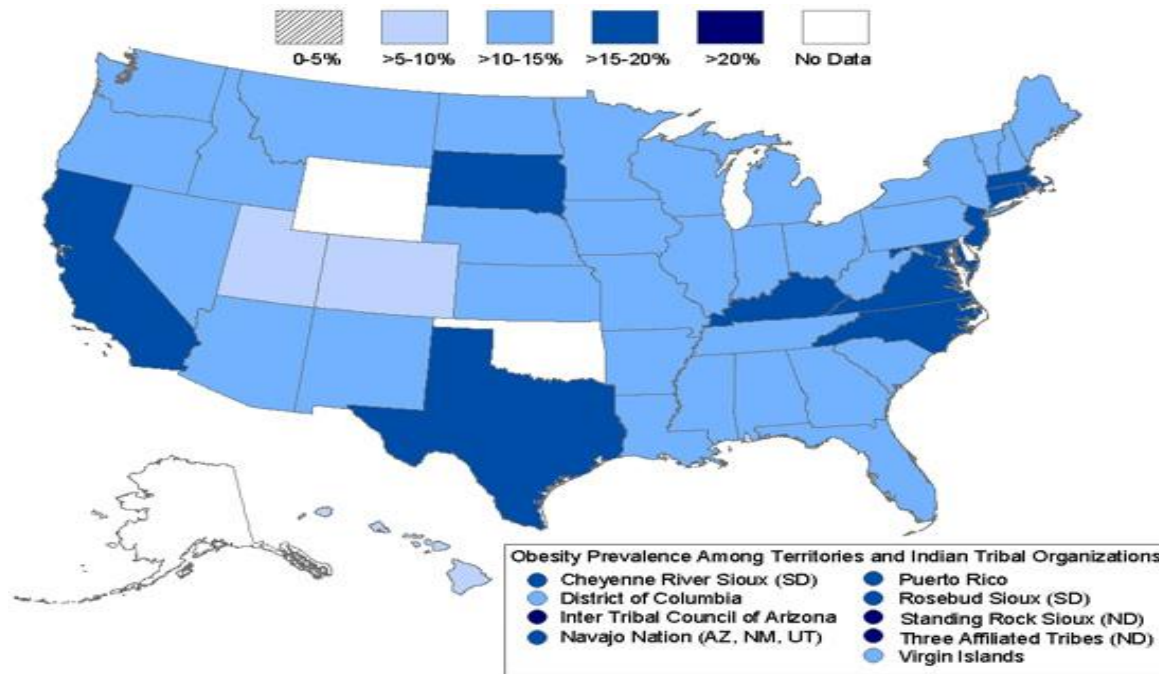 0-5% >5-10% >10-15% >15-20% >20% No Data
Obesity Prevalence Among Territories and Indian Tribal Organizations
Cheyenne River Sioux (SD)
District of Columbia
Inter Tribal Council of Arizona
Navajo Nation (AZ, NM, UT)
Puerto Rico
Rosebud Sioux (SD)
Standing Rock Sioux (ND)
Three Affiliated Tribes (ND)
Virgin Islands